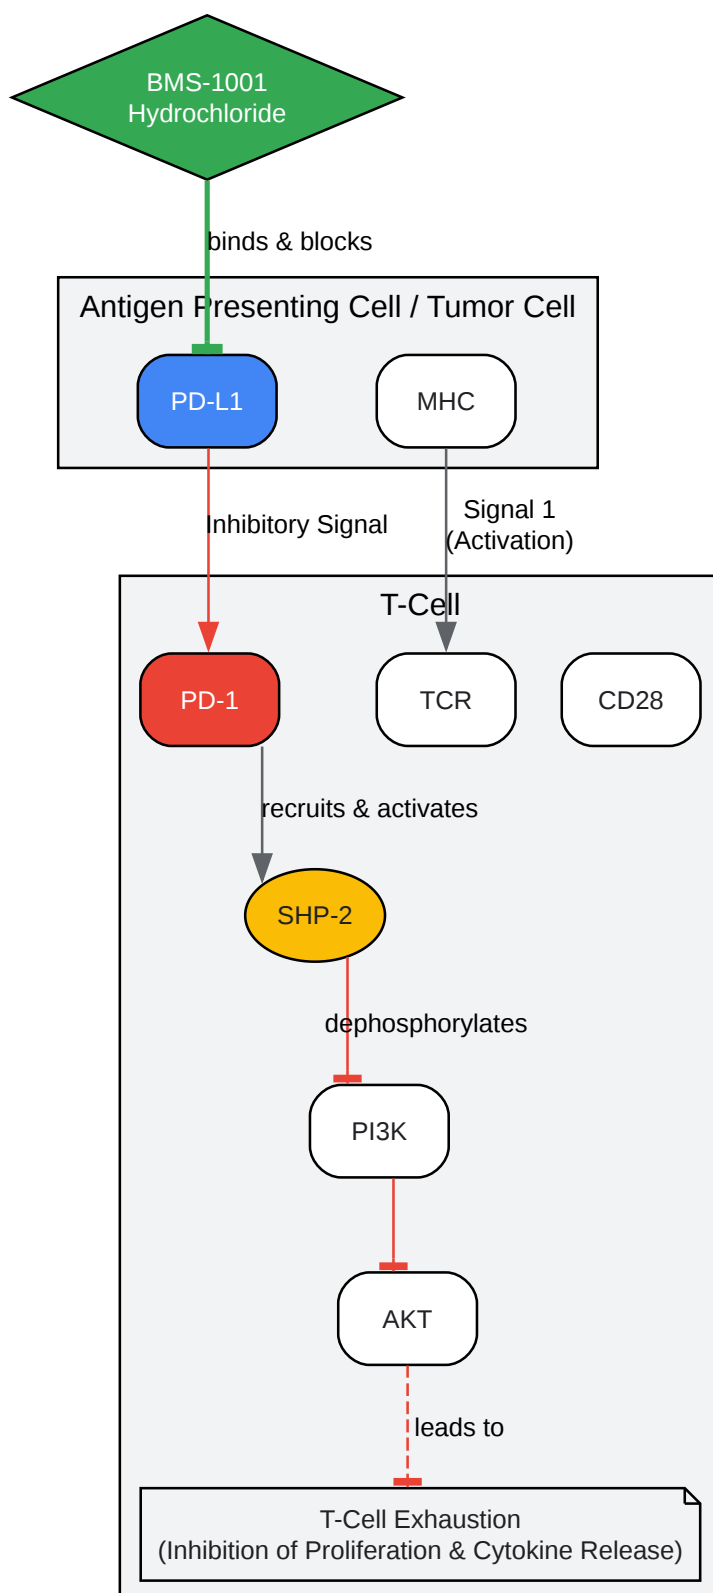 BMS-1001
Hydrochloride
binds & blocks
Antigen Presenting Cell / Tumor Cell
PD-L1
MHC
Inhibitory Signal
Signal 1
(Activation)
T-Cell
PD-1
TCR
CD28
recruits & activates
SHP-2
dephosphorylates
PI3K
AKT
leads to
T-Cell Exhaustion
(Inhibition of Proliferation & Cytokine Release)